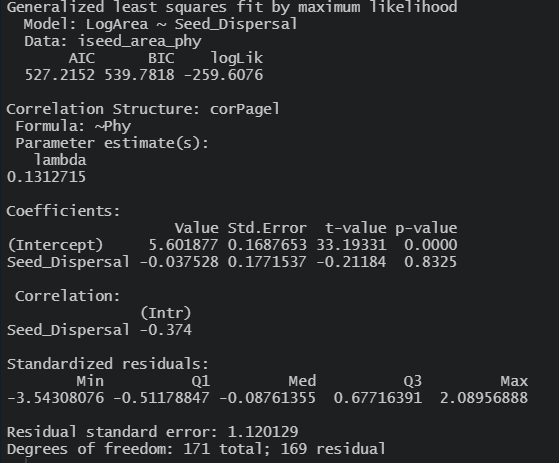 Generalized least squares fit by maximum likelihood
  Model: LogArea ~ Seed_Dispersal
  Data: iseed_area_phy
       AIC      BIC    logLik
  527.2152 539.7818 -259.6076
Correlation Structure: corPagel
 Formula: ~Phy
 Parameter estimate(s):
   lambda
0.1312715
Coefficients:
                   Value Std.Error  t-value p-value
(Intercept)     5.601877 0.1687653 33.19331  0.0000
Seed_Dispersal -0.037528 0.1771537 -0.21184  0.8325
 Correlation:
               (Intr)
Seed_Dispersal -0.374
Standardized residuals:
        Min          Q1         Med          Q3         Max
-3.54308076 -0.51178847 -0.08761355  0.67716391  2.08956888
Residual standard error: 1.120129
Degrees of freedom: 171 total; 169 residual